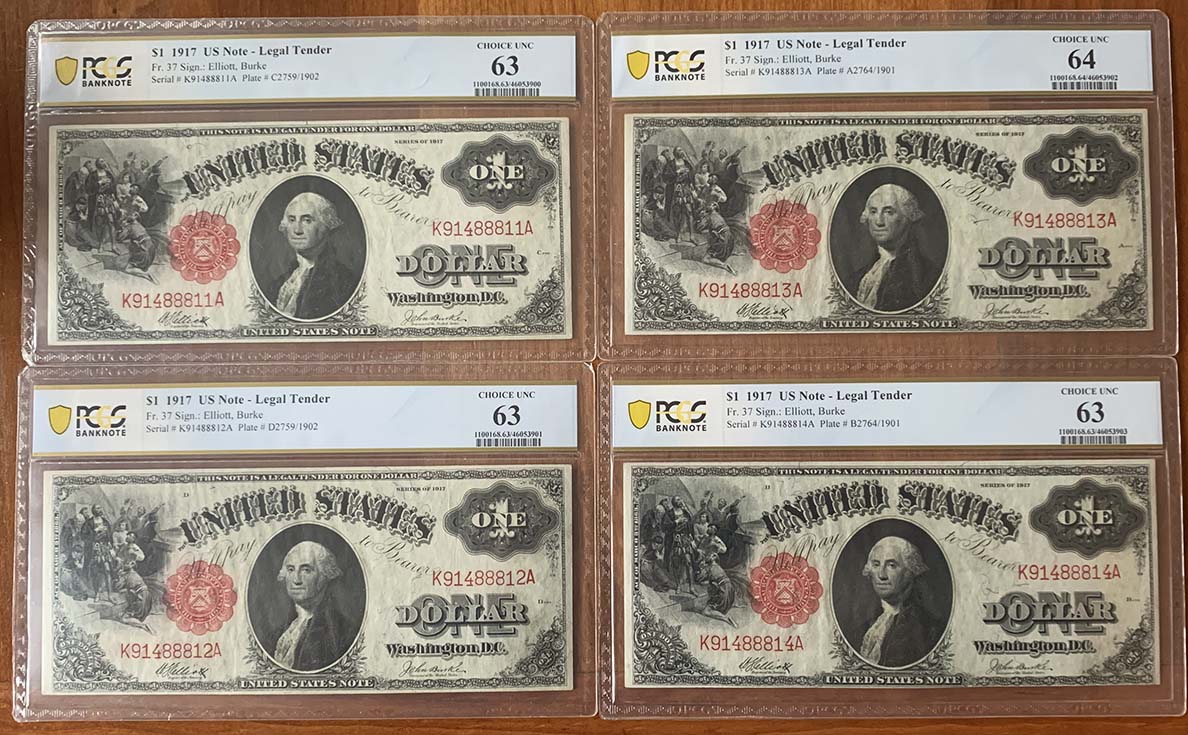 PCGS
BANKNOTE
$1 1917 US Note - Legal Tender
Fr. 37 Sign.: Elliott, Burke
Serial # K91488811A Plate # C2759/1902
CHOICE UNC
63
1100168.63/46053900
THIS NOTE IS A LEGAL TENDER FOR ONE DOLLAR
SERIES OF 1917
UNITED STATES
ONE
Will pay to Bearer
K91488811A
ONE
DOLLAR
K91488811A
Washington, D.C.
John Burke
UNITED STATES NOTE
PCGS
BANKNOTE
$1 1917 US Note - Legal Tender
Fr. 37 Sign.: Elliott, Burke
Serial # K91488813A Plate # A2764/1901
CHOICE UNC
64
1100168.64/46053902
THIS NOTE IS A LEGAL TENDER FOR ONE DOLLAR
SERIES OF 1917
UNITED STATES
ONE
Will pay to Bearer
K91488813A
ONE
DOLLAR
K91488813A
Washington, D.C.
John Burke
UNITED STATES NOTE
PCGS
BANKNOTE
$1 1917 US Note - Legal Tender
Fr. 37 Sign.: Elliott, Burke
Serial # K91488812A Plate # D2759/1902
CHOICE UNC
63
1100168.63/46053901
THIS NOTE IS A LEGAL TENDER FOR ONE DOLLAR
D
SERIES OF 1917
UNITED STATES
ONE
Will pay to Bearer
K91488812A
ONE
DOLLAR
K91488812A
Washington, D.C.
John Burke
UNITED STATES NOTE
PCGS
BANKNOTE
$1 1917 US Note - Legal Tender
Fr. 37 Sign.: Elliott, Burke
Serial # K91488814A Plate # B2764/1901
CHOICE UNC
63
1100168.63/46053903
THIS NOTE IS A LEGAL TENDER FOR ONE DOLLAR
SERIES OF 1917
UNITED STATES
ONE
Will pay to Bearer
K91488814A
ONE
DOLLAR
K91488814A
Washington, D.C.
John Burke
UNITED STATES NOTE